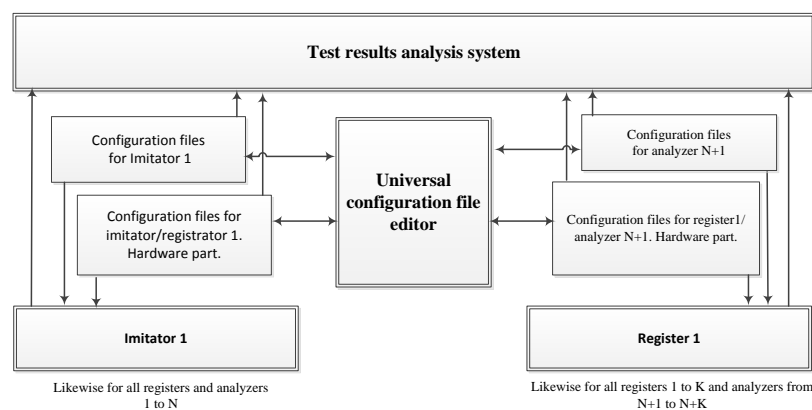 Test results analysis system
Configuration files
for Imitator 1
Configuration files for
imitator/registrator 1.
Hardware part.
Universal
configuration file
editor
Configuration files
for analyzer N+1
Configuration files for register1/
analyzer N+1. Hardware part.
Imitator 1
Register 1
Likewise for all registers and analyzers
1 to N
Likewise for all registers 1 to K and analyzers from
N+1 to N+K